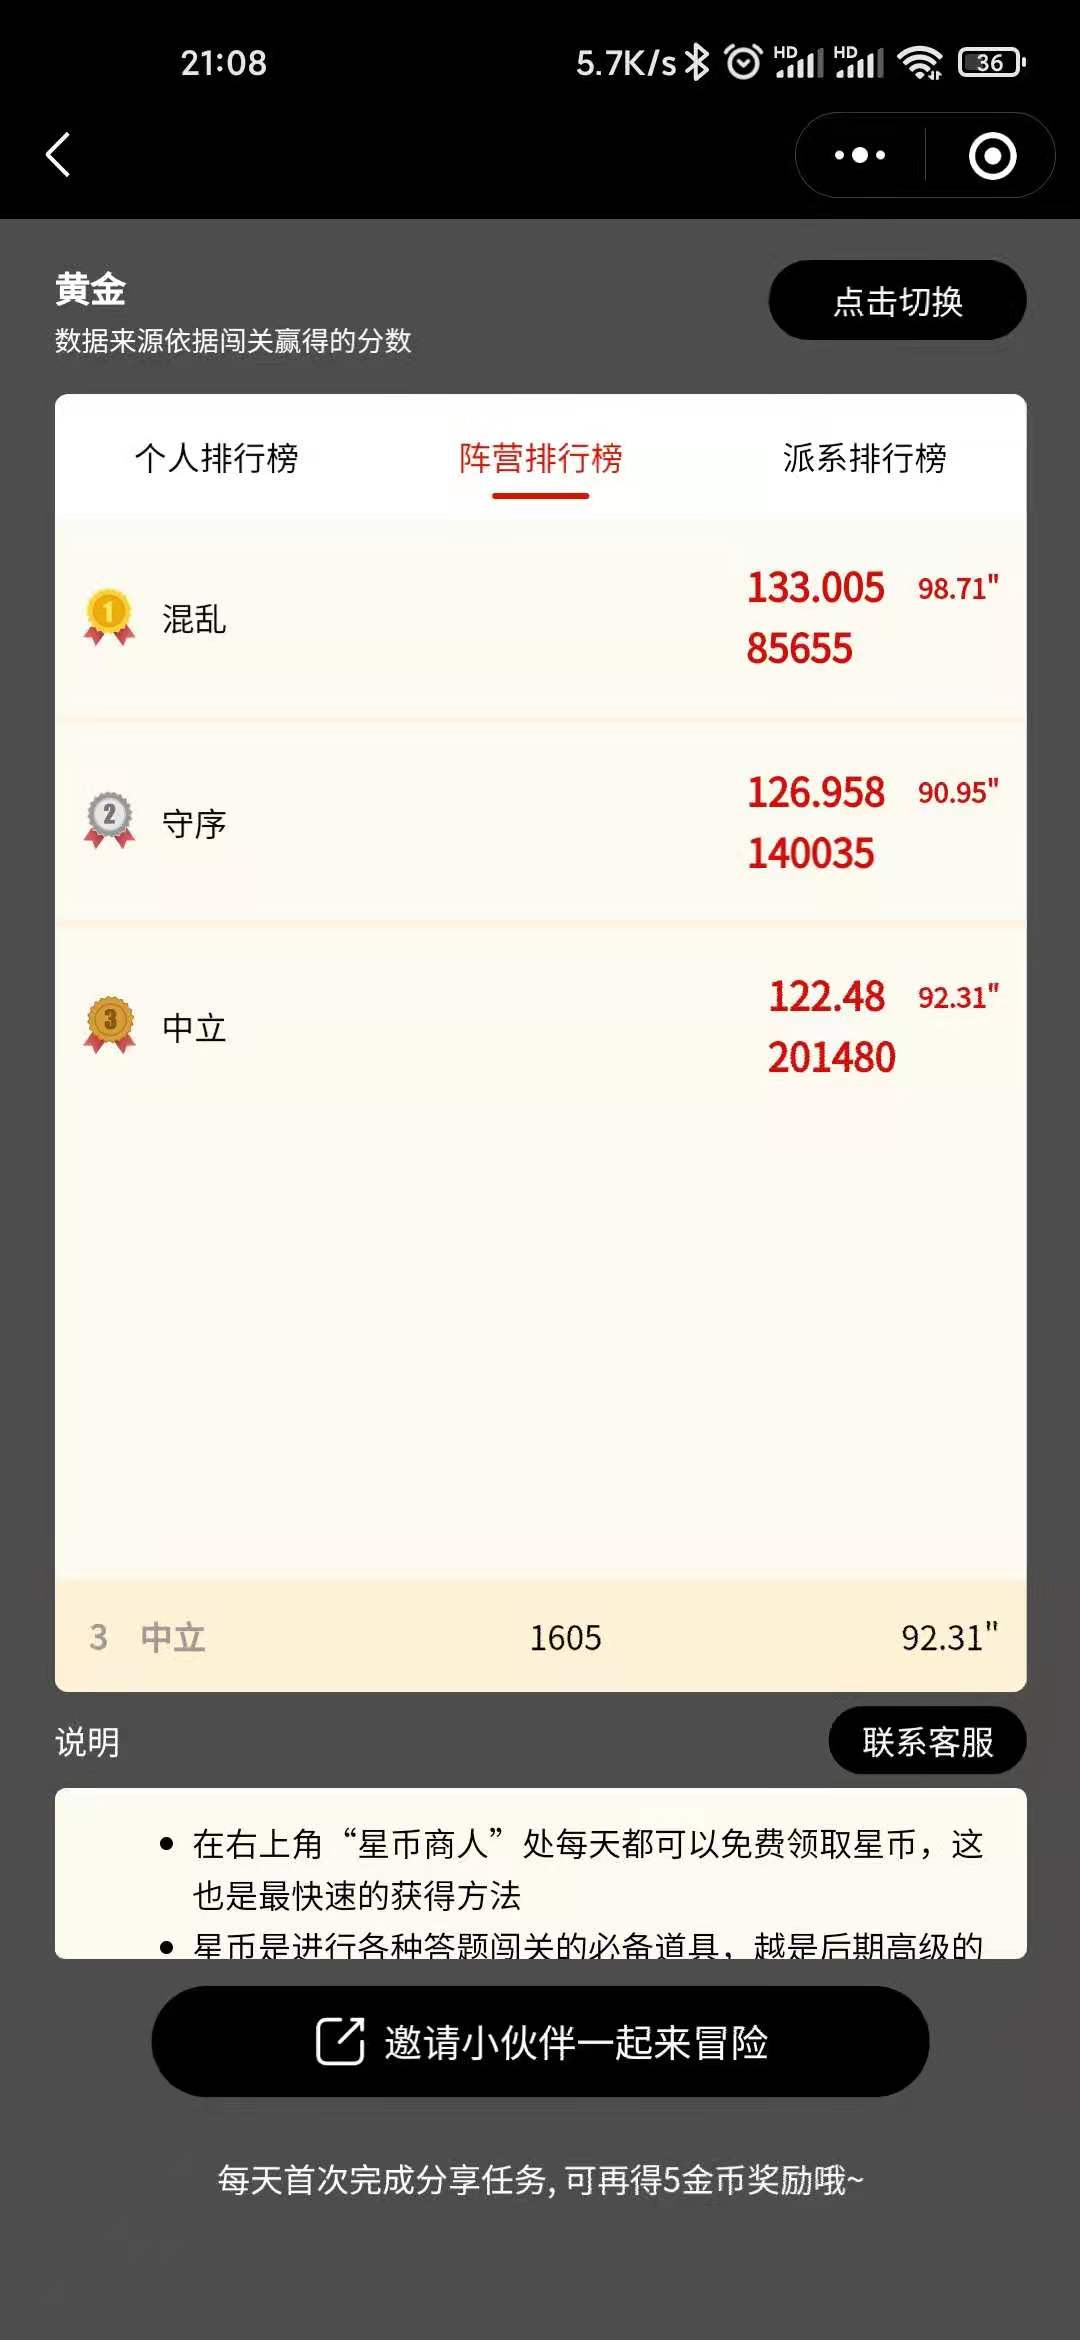 21:08 5.7K/s HD HD 36
黄金
点击切换
数据来源依据闯关赢得的分数
个人排行榜 阵营排行榜 派系排行榜
1 混乱 133.005 98.71"
85655
2 守序 126.958 90.95"
140035
3 中立 122.48 92.31"
201480
3 中立 1605 92.31"
说明 联系客服
在右上角“星币商人”处每天都可以免费领取星币，这
也是最快速的获得方法
星币是进行各种答题闯关的必备道具，越是后期高级的
邀请小伙伴一起来冒险
每天首次完成分享任务,可再得5金币奖励哦~